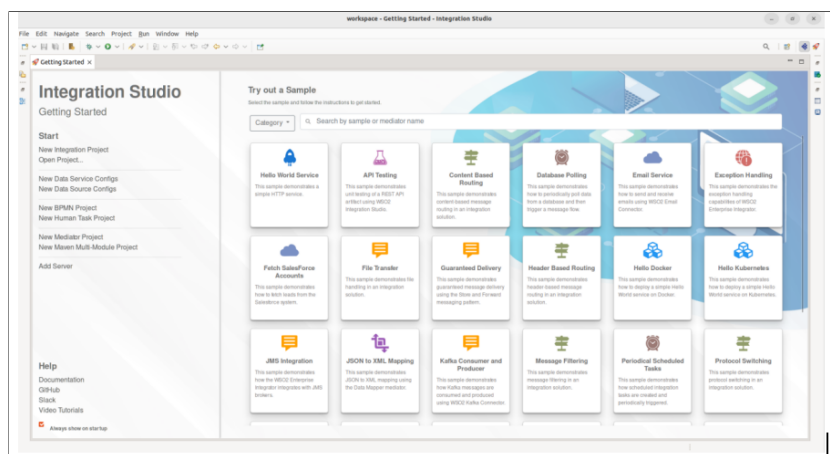 workspace - Getting Started - Integration Studio
File Edit Navigate Search Project Run Window Help
Getting Started
Integration Studio
Getting Started
Start
New Integration Project
Open Project...
New Data Service Configs
New Data Source Configs
New BPMN Project
New Human Task Project
New Mediator Project
New Maven Multi-Module Project
Add Server
Help
Documentation
GitHub
Slack
Video Tutorials
Always show on startup
Try out a Sample
Select the sample and follow the instructions to get started.
Category
Search by sample or mediator name
Hello World Service
This sample demonstrates a
simple HTTP service.
API Testing
This sample demonstrates
unit testing of a REST API
artifact using WSO2
Integration Studio.
Content Based
Routing
This sample demonstrates
content-based message
routing in an integration
solution.
Database Polling
This sample demonstrates
how to periodically poll data
from a database and then
trigger a message flow.
Email Service
This sample demonstrates
how to send and receive
emails using WSO2 Email
Connector.
Exception Handling
This sample demonstrates the
exception handling
capabilities of WSO2
Enterprise Integrator.
Fetch SalesForce
Accounts
This sample demonstrates
how to fetch leads from the
Salesforce system.
File Transfer
This sample demonstrates file
handling in an integration
solution.
Guaranteed Delivery
This sample demonstrates
guaranteed message delivery
using the Store and Forward
messaging pattern.
Header Based Routing
This sample demonstrates
header-based message
routing in an integration
solution.
Hello Docker
This sample demonstrates
how to deploy a simple Hello
World service on Docker.
Hello Kubernetes
This sample demonstrates
how to deploy a simple Hello
World service on Kubernetes.
JMS Integration
This sample demonstrates
how the WSO2 Enterprise
Integrator integrates with JMS
brokers.
JSON to XML Mapping
This sample demonstrates
JSON to XML mapping using
the Data Mapper mediator.
Kafka Consumer and
Producer
This sample demonstrates
how Kafka messages are
consumed and produced
using WSO2 Kafka Connector.
Message Filtering
This sample demonstrates
message filtering in an
integration solution.
Periodical Scheduled
Tasks
This sample demonstrates
how scheduled integration
tasks are created and
periodically triggered.
Protocol Switching
This sample demonstrates
protocol switching in an
integration solution.